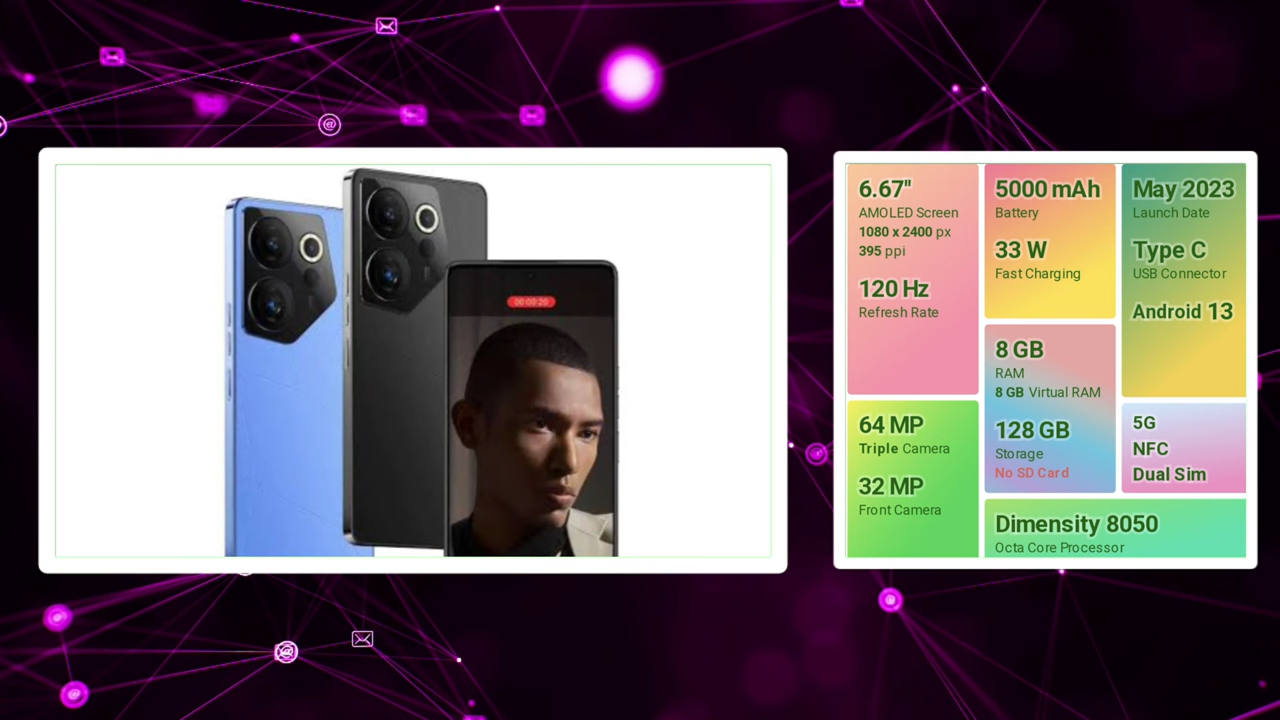 00:00:20
6.67"
AMOLED Screen
1080 x 2400 px
395 ppi
120 Hz
Refresh Rate
64 MP
Triple Camera
32 MP
Front Camera
5000 mAh
Battery
33 W
Fast Charging
8 GB
RAM
8 GB Virtual RAM
128 GB
Storage
No SD Card
May 2023
Launch Date
Type C
USB Connector
Android 13
5G
NFC
Dual Sim
Dimensity 8050
Octa Core Processor